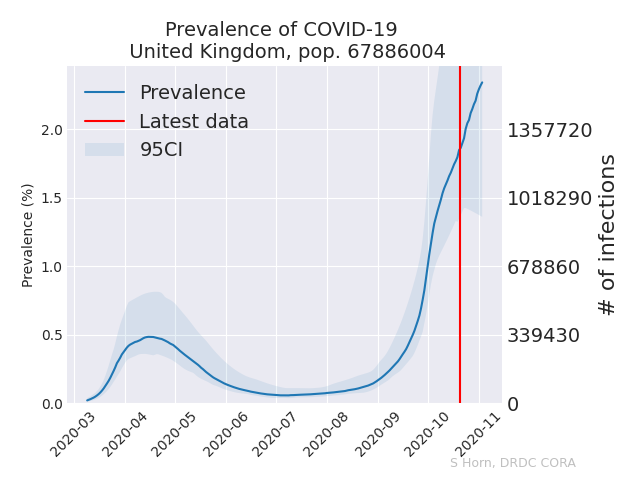 Prevalence of COVID-19
United Kingdom, pop. 67886004
Prevalence
Latest data
95CI
Prevalence (%)
2.0
1.5
1.0
0.5
0.0
1357720
1018290
678860
339430
0
# of infections
2020-03
2020-04
2020-05
2020-06
2020-07
2020-08
2020-09
2020-10
2020-11
S Horn, DRDC CORA